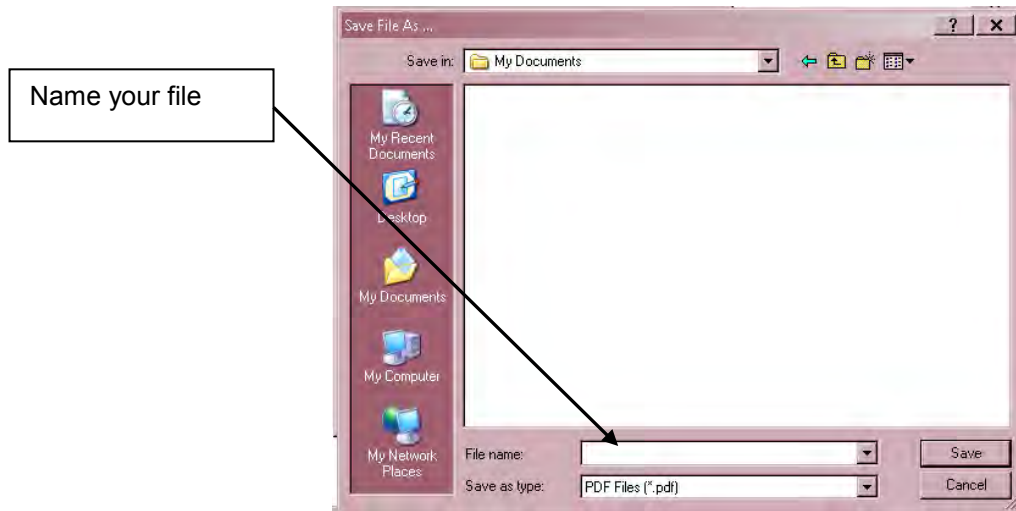 Save File As ...
? X
Save in: My Documents
Name your file
My Recent
Documents
Desktop
My Documents
My Computer
My Network
Places
File name:
Save
Save as type: PDF Files (*.pdf)
Cancel